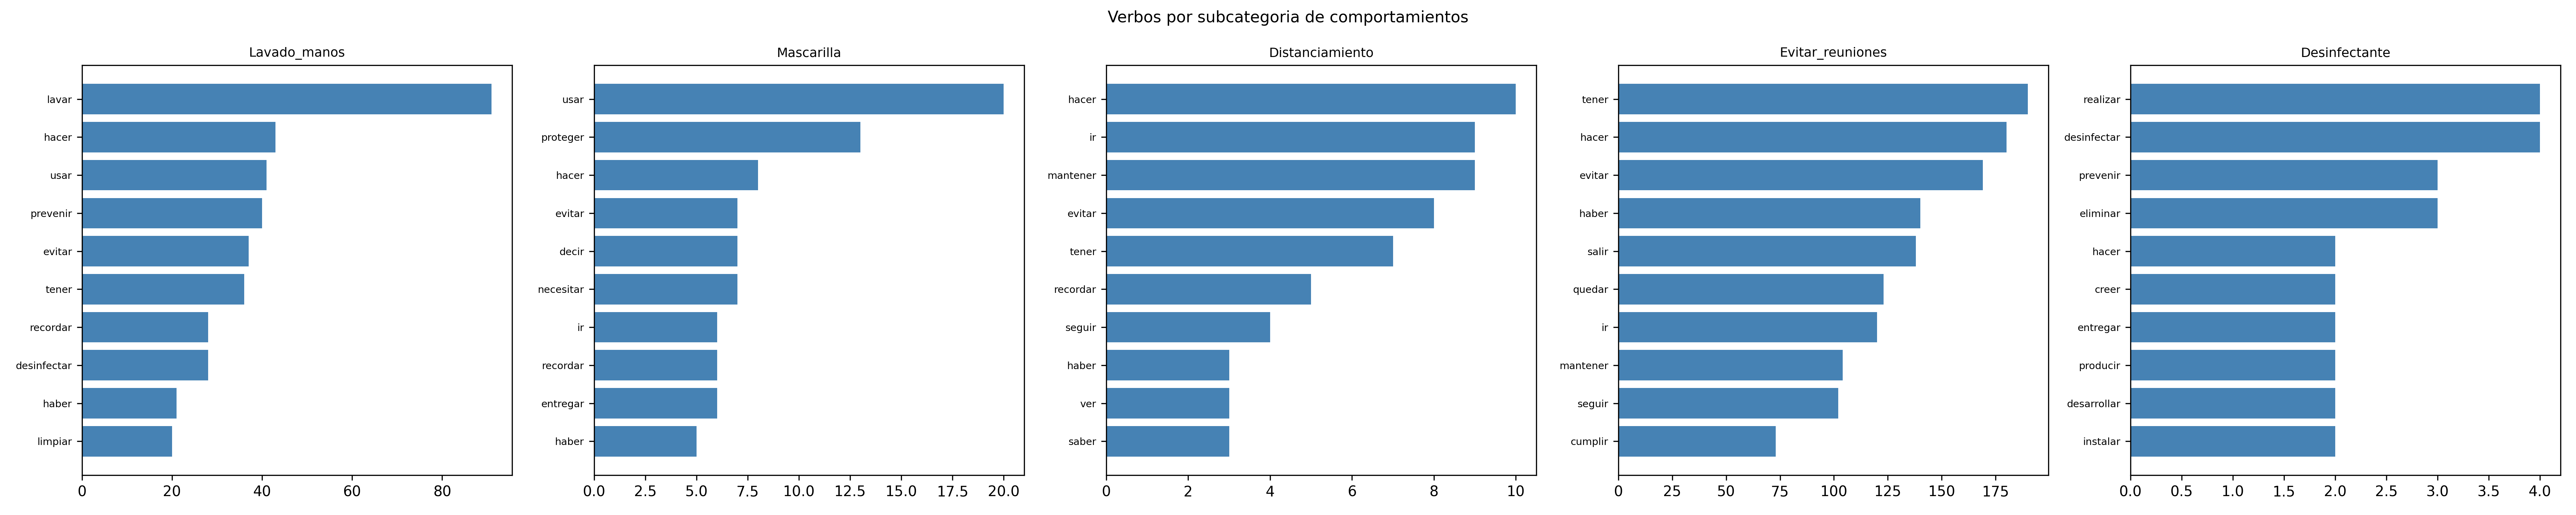 Verbos por subcategoria de comportamientos
Lavado_manos
lavar
hacer
usar
prevenir
evitar
tener
recordar
desinfectar
haber
limpiar
0 20 40 60 80
Mascarilla
usar
proteger
hacer
evitar
decir
necesitar
ir
recordar
entregar
haber
0.0 2.5 5.0 7.5 10.0 12.5 15.0 17.5 20.0
Distanciamiento
hacer
ir
mantener
evitar
tener
recordar
seguir
haber
ver
saber
0 2 4 6 8 10
Evitar_reuniones
tener
hacer
evitar
haber
salir
quedar
ir
mantener
seguir
cumplir
0 25 50 75 100 125 150 175
Desinfectante
realizar
desinfectar
prevenir
eliminar
hacer
creer
entregar
producir
desarrollar
instalar
0.0 0.5 1.0 1.5 2.0 2.5 3.0 3.5 4.0